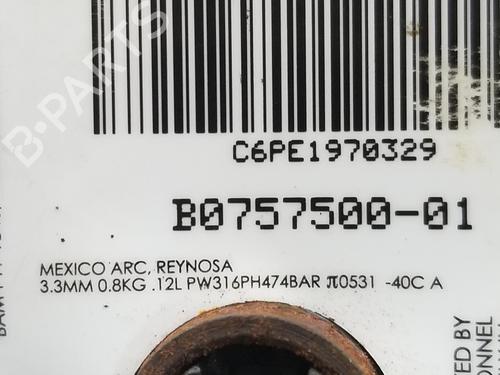 C6PE1970329
B0757500-01
MEXICO ARC, REYNOSA
3.3MM 0.8KG .12L PW316PH474BAR π0531 -40C A
B-PARTS